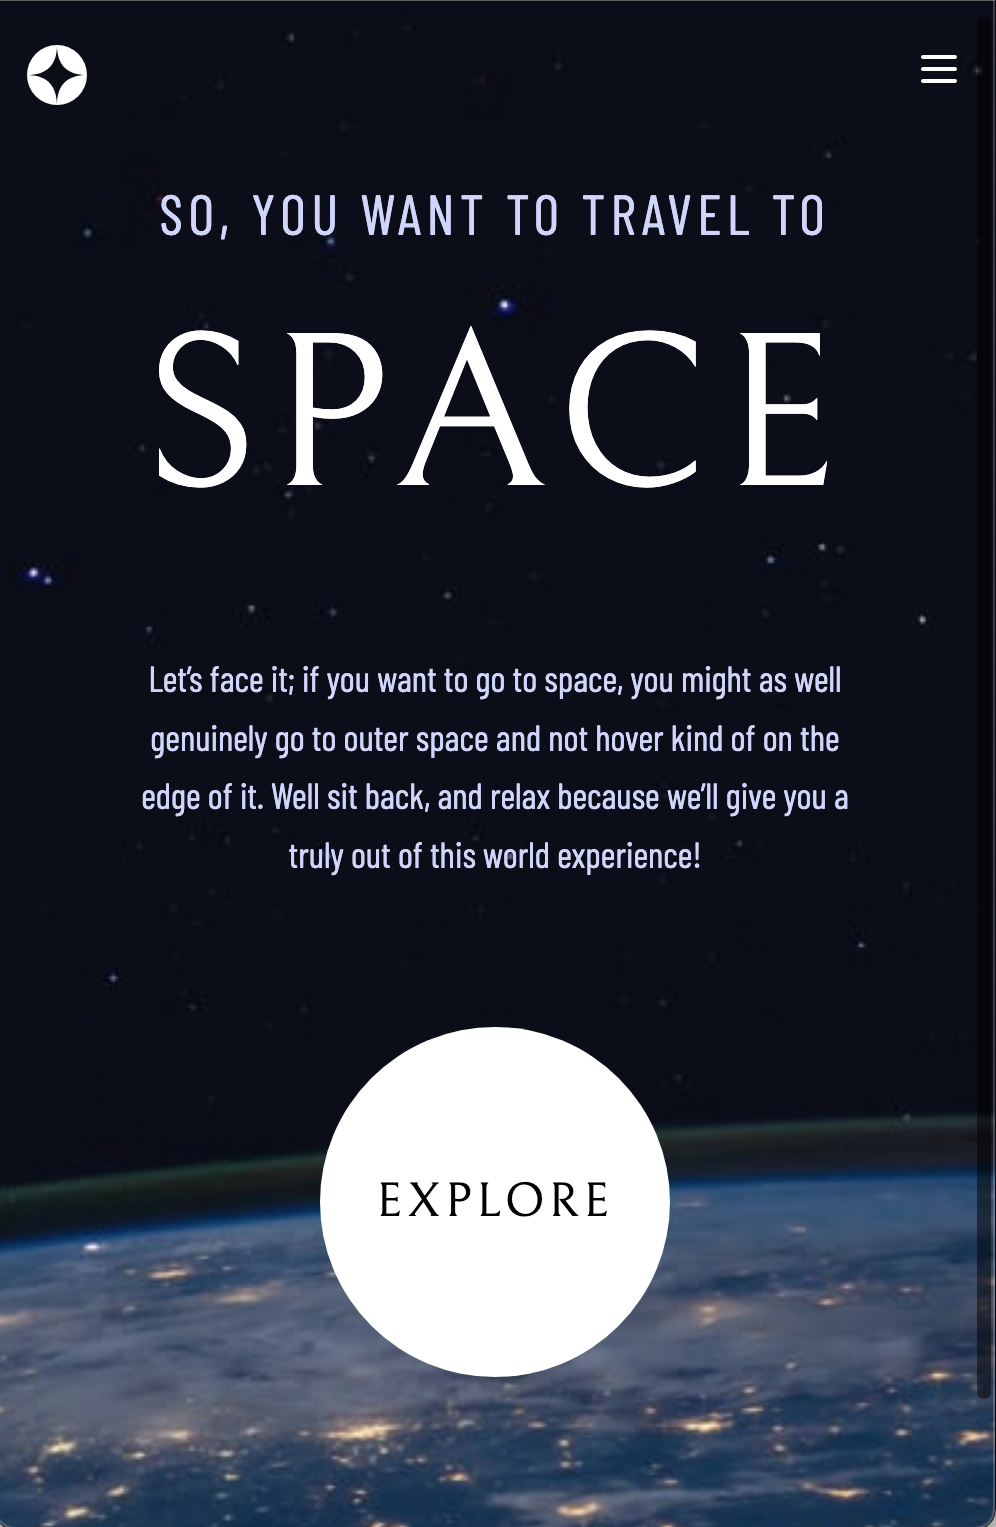 SO, YOU WANT TO TRAVEL TO
SPACE
Let’s face it; if you want to go to space, you might as well
genuinely go to outer space and not hover kind of on the
edge of it. Well sit back, and relax because we’ll give you a
truly out of this world experience!
EXPLORE